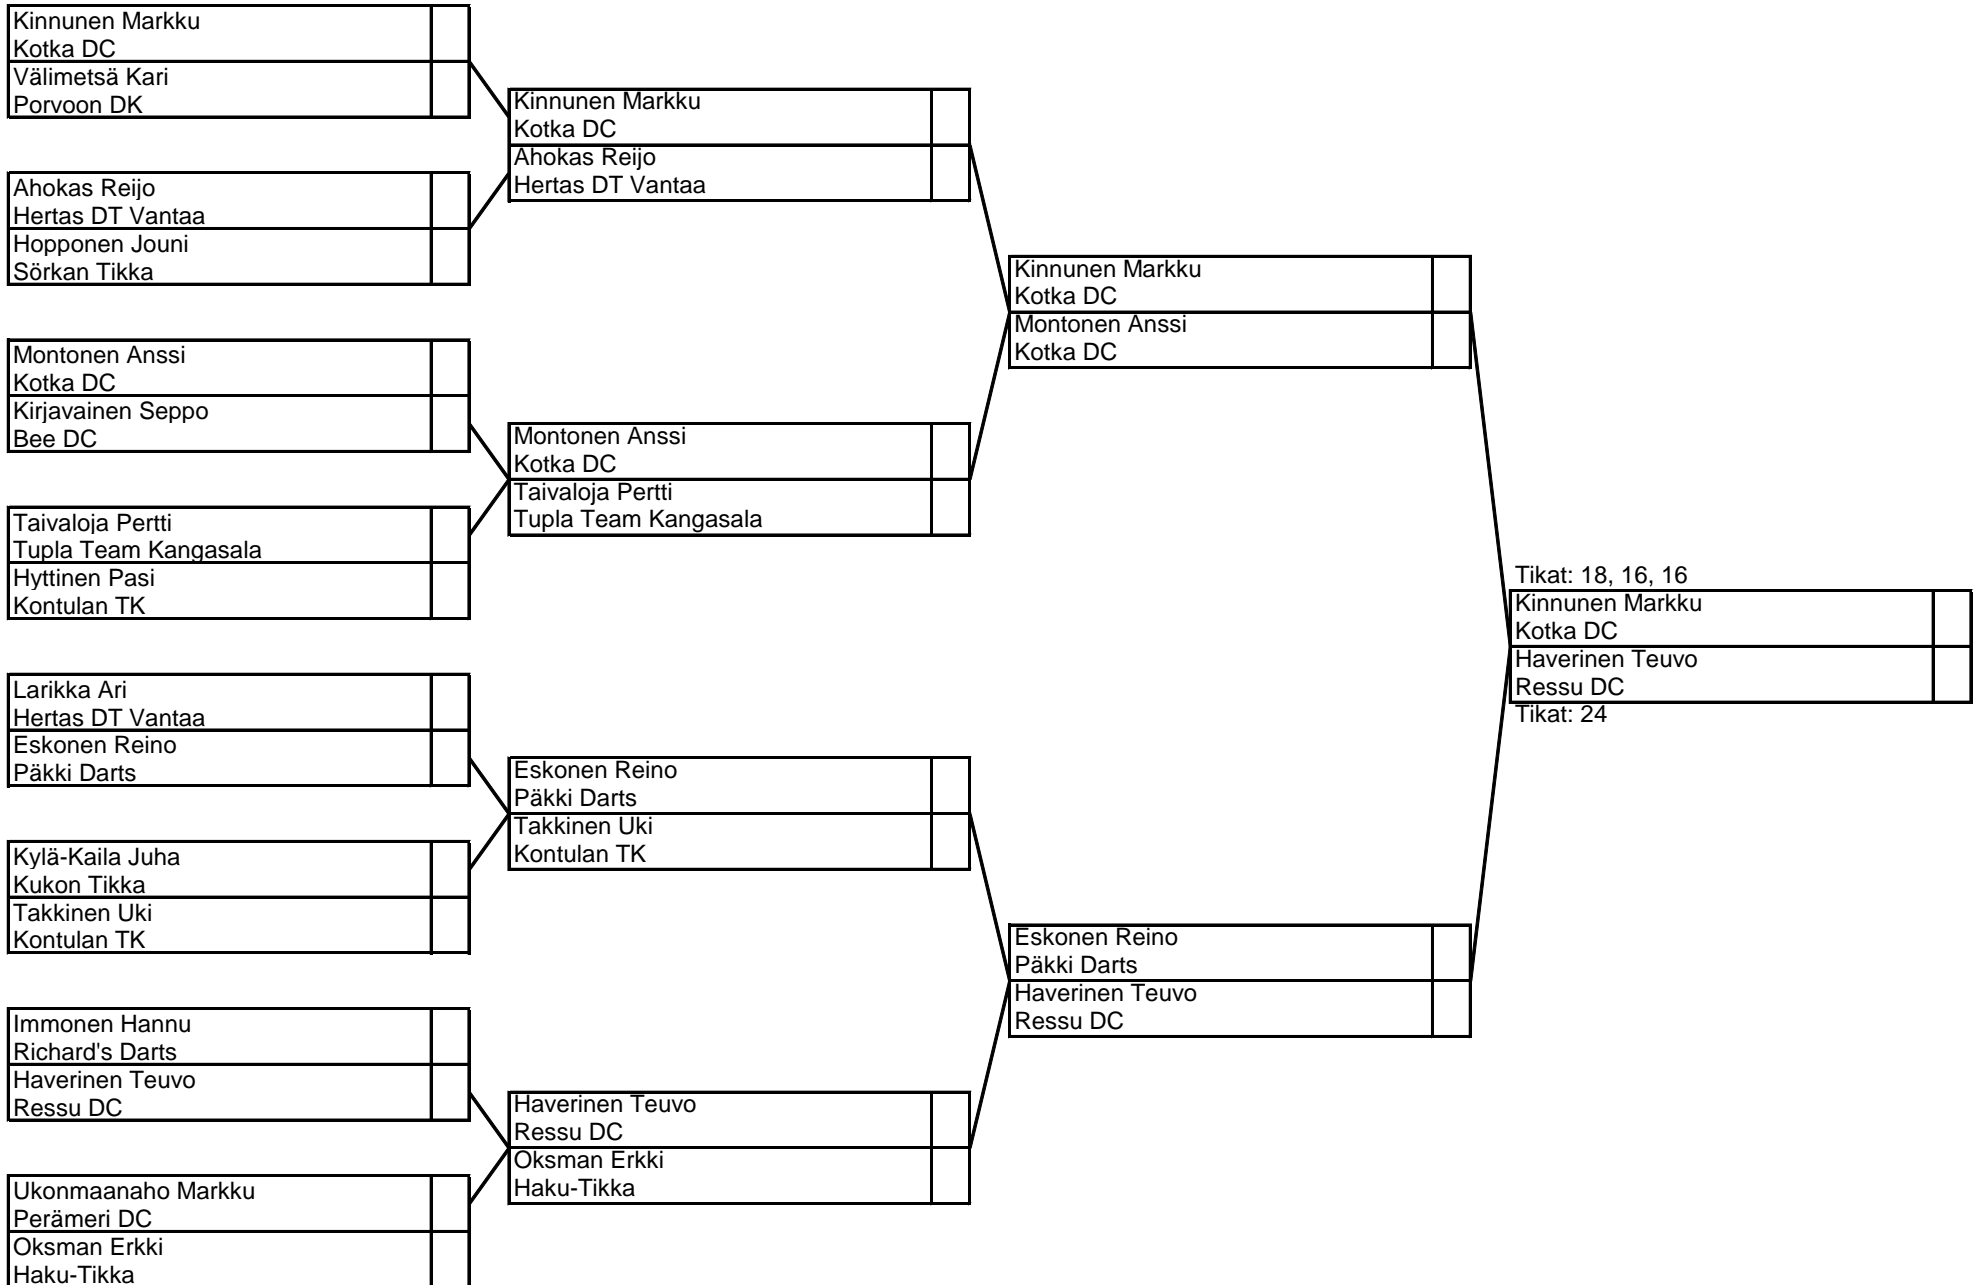 Kinnunen Markku
Kotka DC
Välimetsä Kari
Porvoon DK
Ahokas Reijo
Hertas DT Vantaa
Hopponen Jouni
Sörkan Tikka
Montonen Anssi
Kotka DC
Kirjavainen Seppo
Bee DC
Taivaloja Pertti
Tupla Team Kangasala
Hyttinen Pasi
Kontulan TK
Larikka Ari
Hertas DT Vantaa
Eskonen Reino
Päkki Darts
Kylä-Kaila Juha
Kukon Tikka
Takkinen Uki
Kontulan TK
Immonen Hannu
Richard's Darts
Haverinen Teuvo
Ressu DC
Ukonmaanaho Markku
Perämeri DC
Oksman Erkki
Haku-Tikka
Kinnunen Markku
Kotka DC
Ahokas Reijo
Hertas DT Vantaa
Montonen Anssi
Kotka DC
Taivaloja Pertti
Tupla Team Kangasala
Eskonen Reino
Päkki Darts
Takkinen Uki
Kontulan TK
Haverinen Teuvo
Ressu DC
Oksman Erkki
Haku-Tikka
Kinnunen Markku
Kotka DC
Montonen Anssi
Kotka DC
Eskonen Reino
Päkki Darts
Haverinen Teuvo
Ressu DC
Tikat: 18, 16, 16
Kinnunen Markku
Kotka DC
Haverinen Teuvo
Ressu DC
Tikat: 24